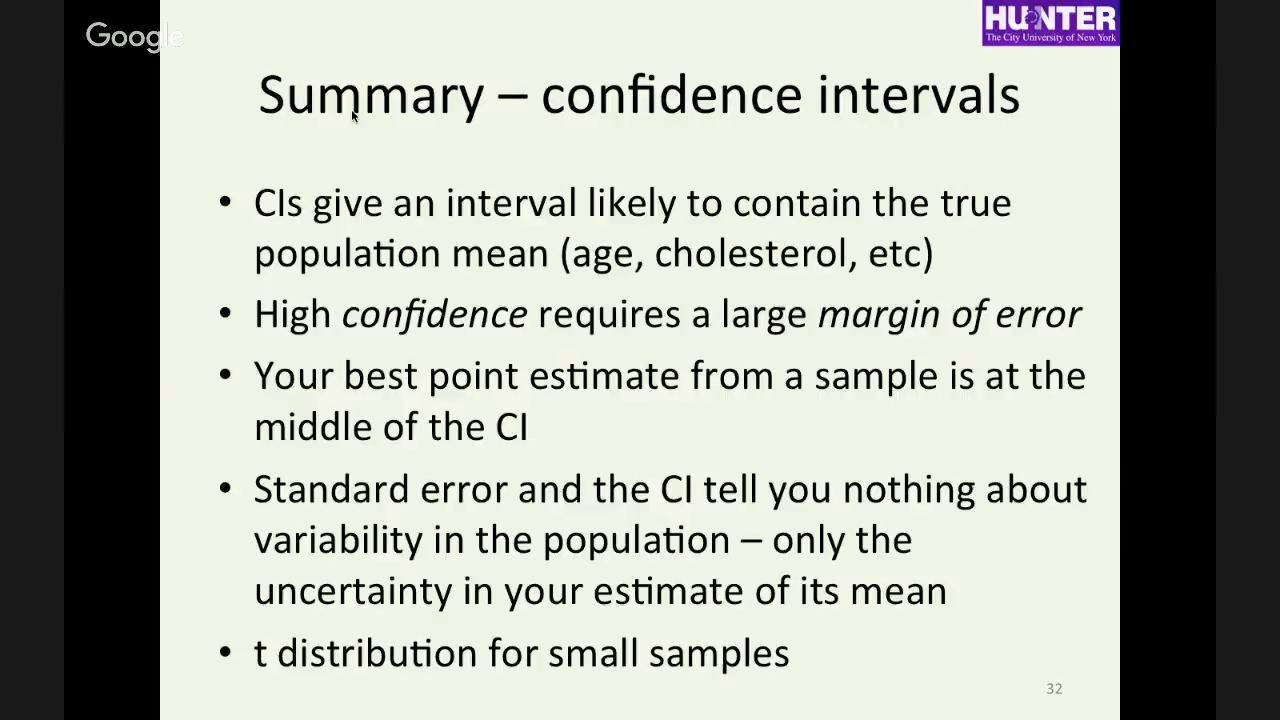 Google
HUNTER
The City University of New York
Summary – confidence intervals
• CIs give an interval likely to contain the true
population mean (age, cholesterol, etc)
• High confidence requires a large margin of error
• Your best point estimate from a sample is at the
middle of the CI
• Standard error and the CI tell you nothing about
variability in the population – only the
uncertainty in your estimate of its mean
• t distribution for small samples
32